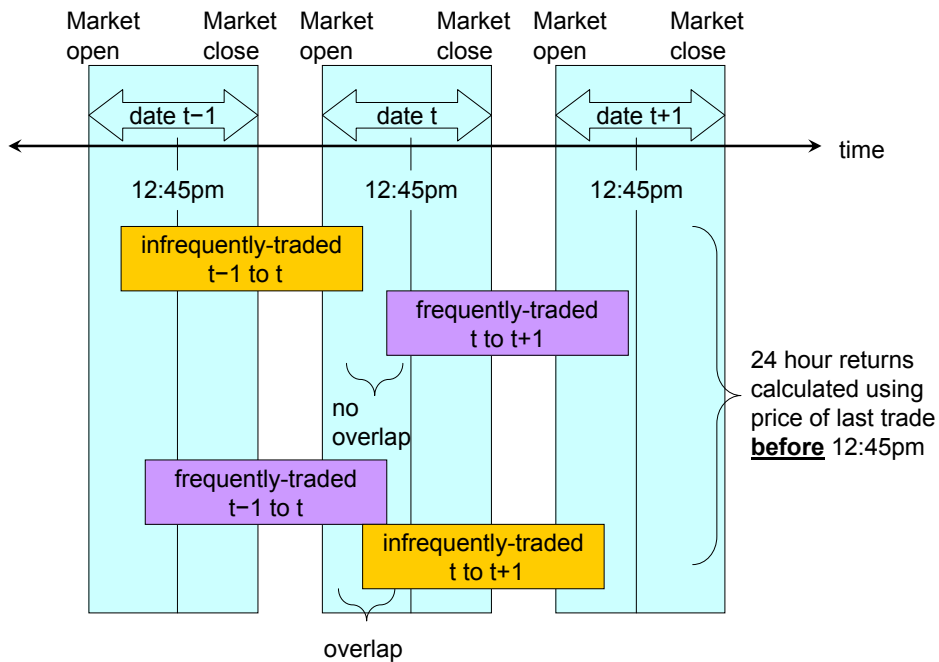 Market open
Market close
Market open
Market close
Market open
Market close
date t−1
date t
date t+1
time
12:45pm
12:45pm
12:45pm
infrequently-traded
t−1 to t
frequently-traded
t to t+1
no
overlap
24 hour returns
calculated using
price of last trade
before 12:45pm
frequently-traded
t−1 to t
infrequently-traded
t to t+1
overlap